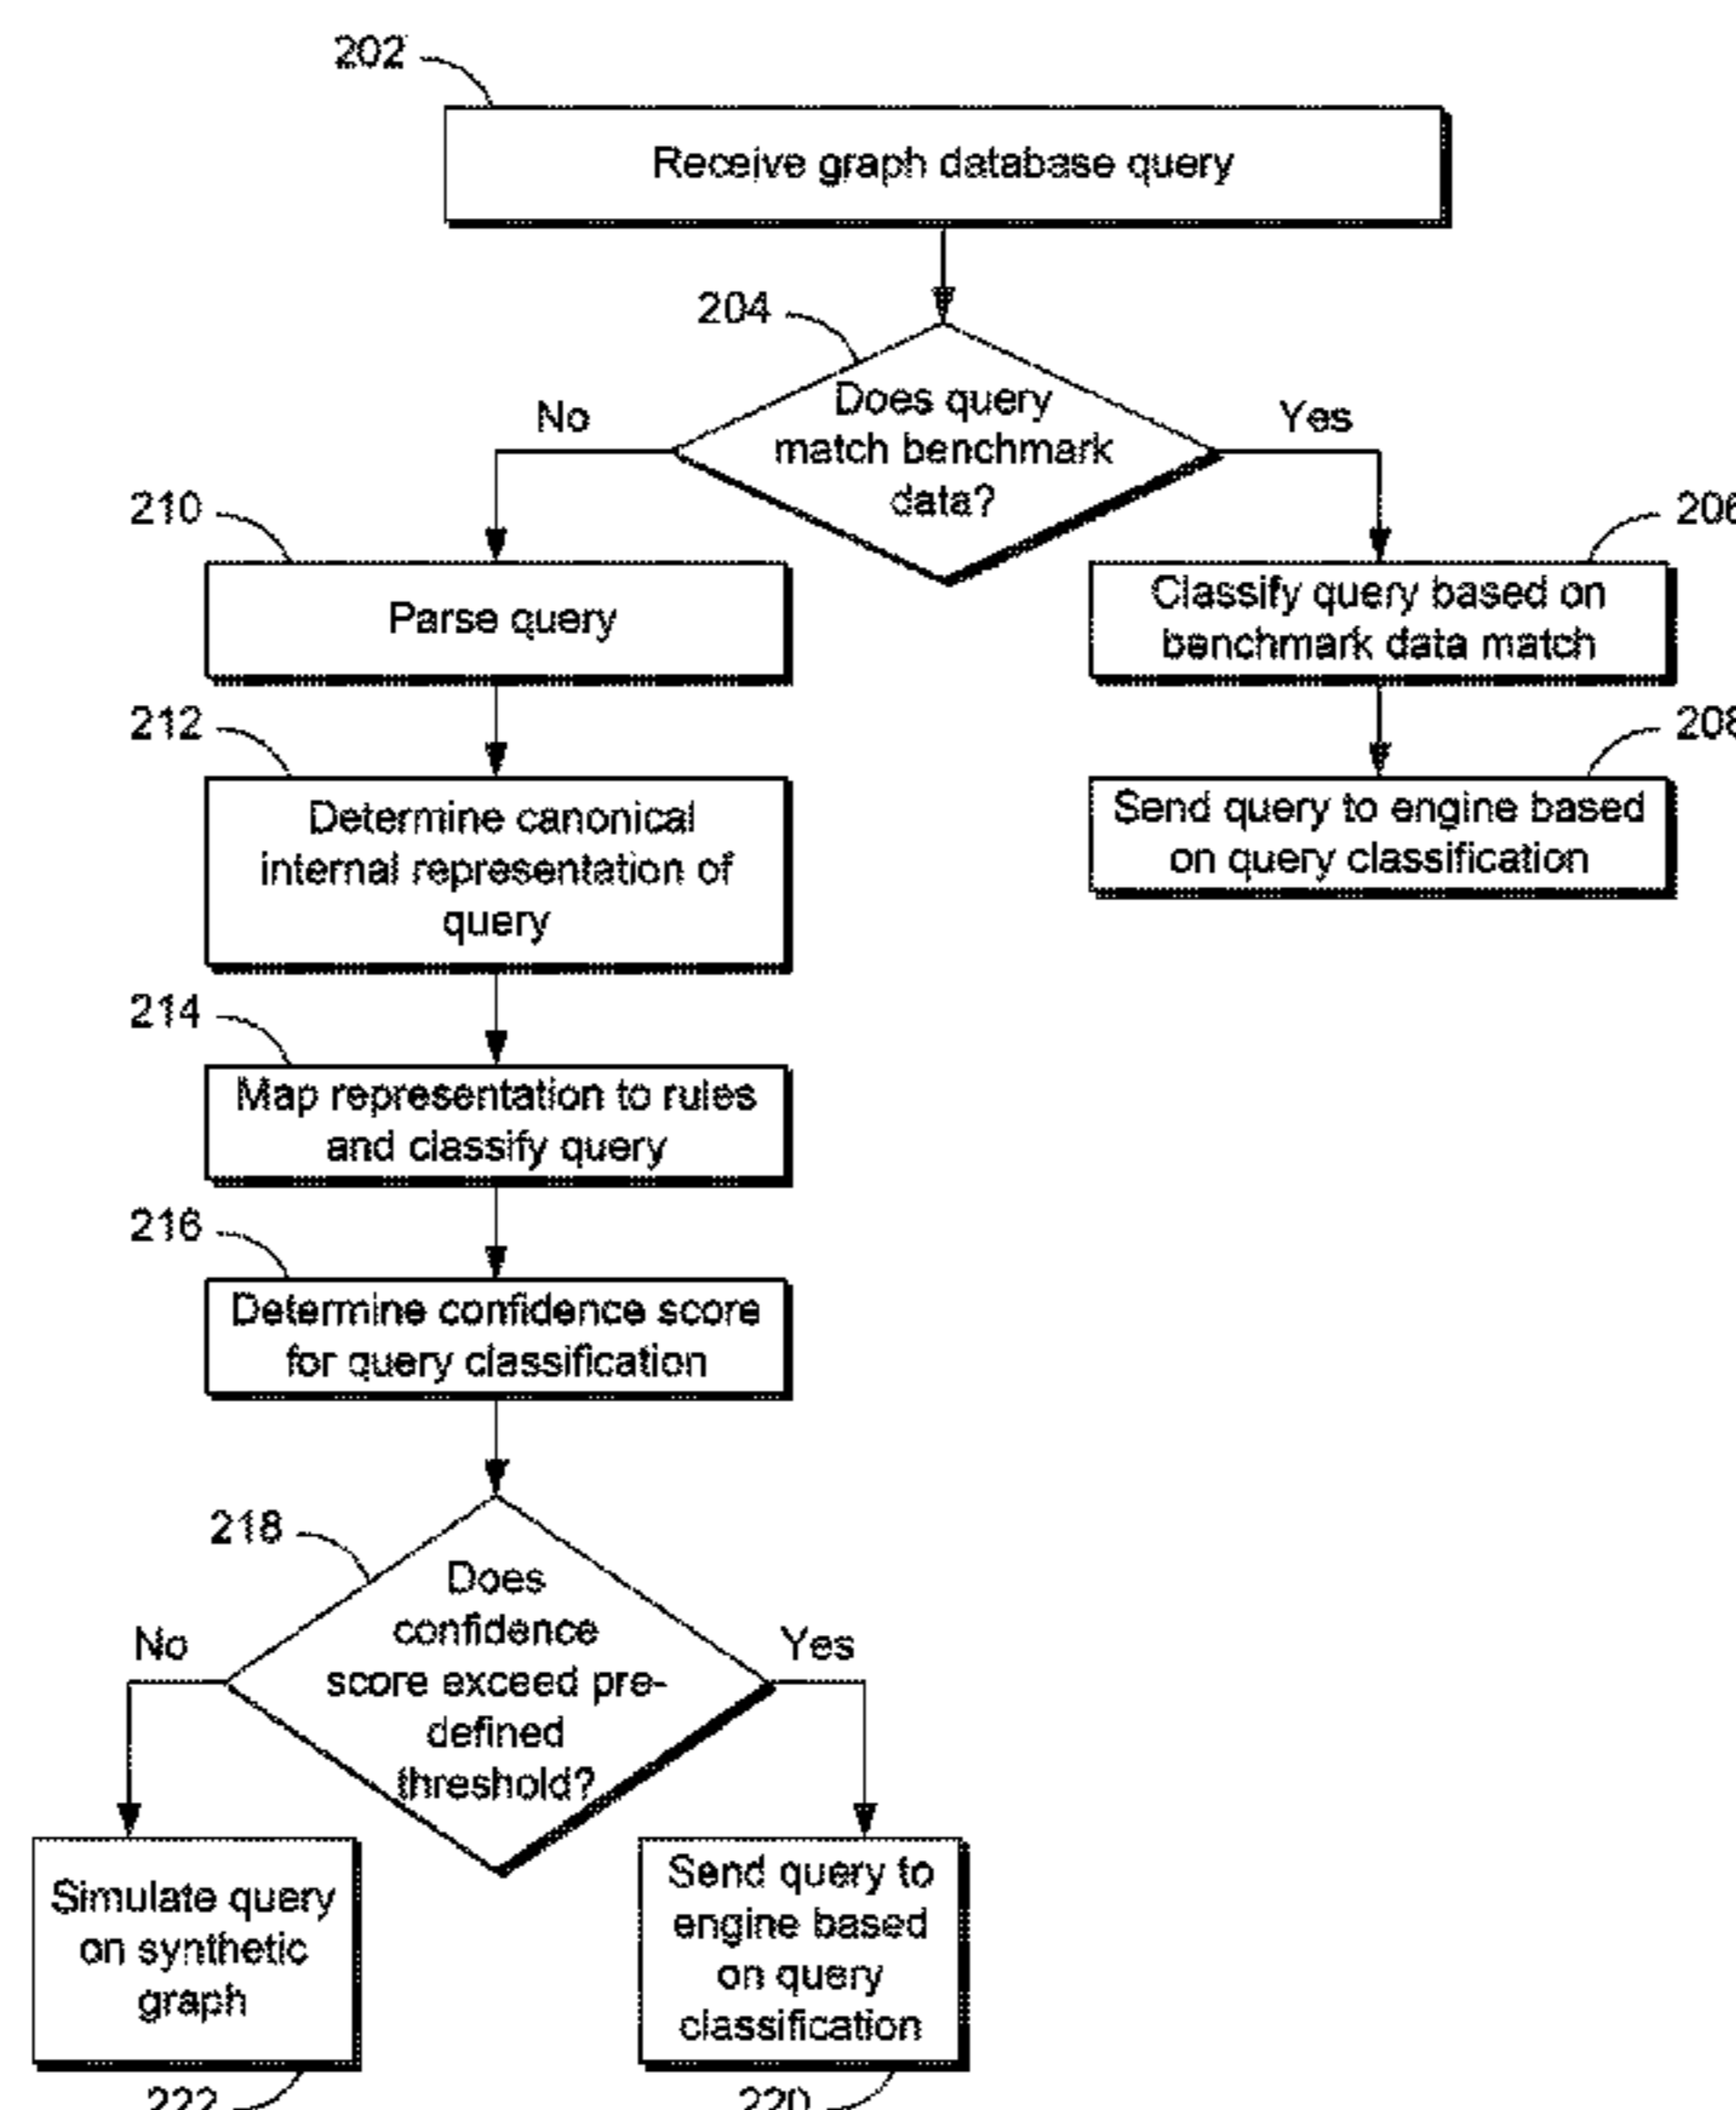 202
Receive graph database query
204
Does query
match benchmark
data?
No
Yes
210
Parse query
206
Classify query based on
benchmark data match
212
Determine canonical
internal representation of
query
208
Send query to engine based
on query classification
214
Map representation to rules
and classify query
216
Determine confidence score
for query classification
218
Does
confidence
score exceed pre-
defined
threshold?
No
Yes
Simulate query
on synthetic
graph
222
Send query to
engine based
on query
classification
220